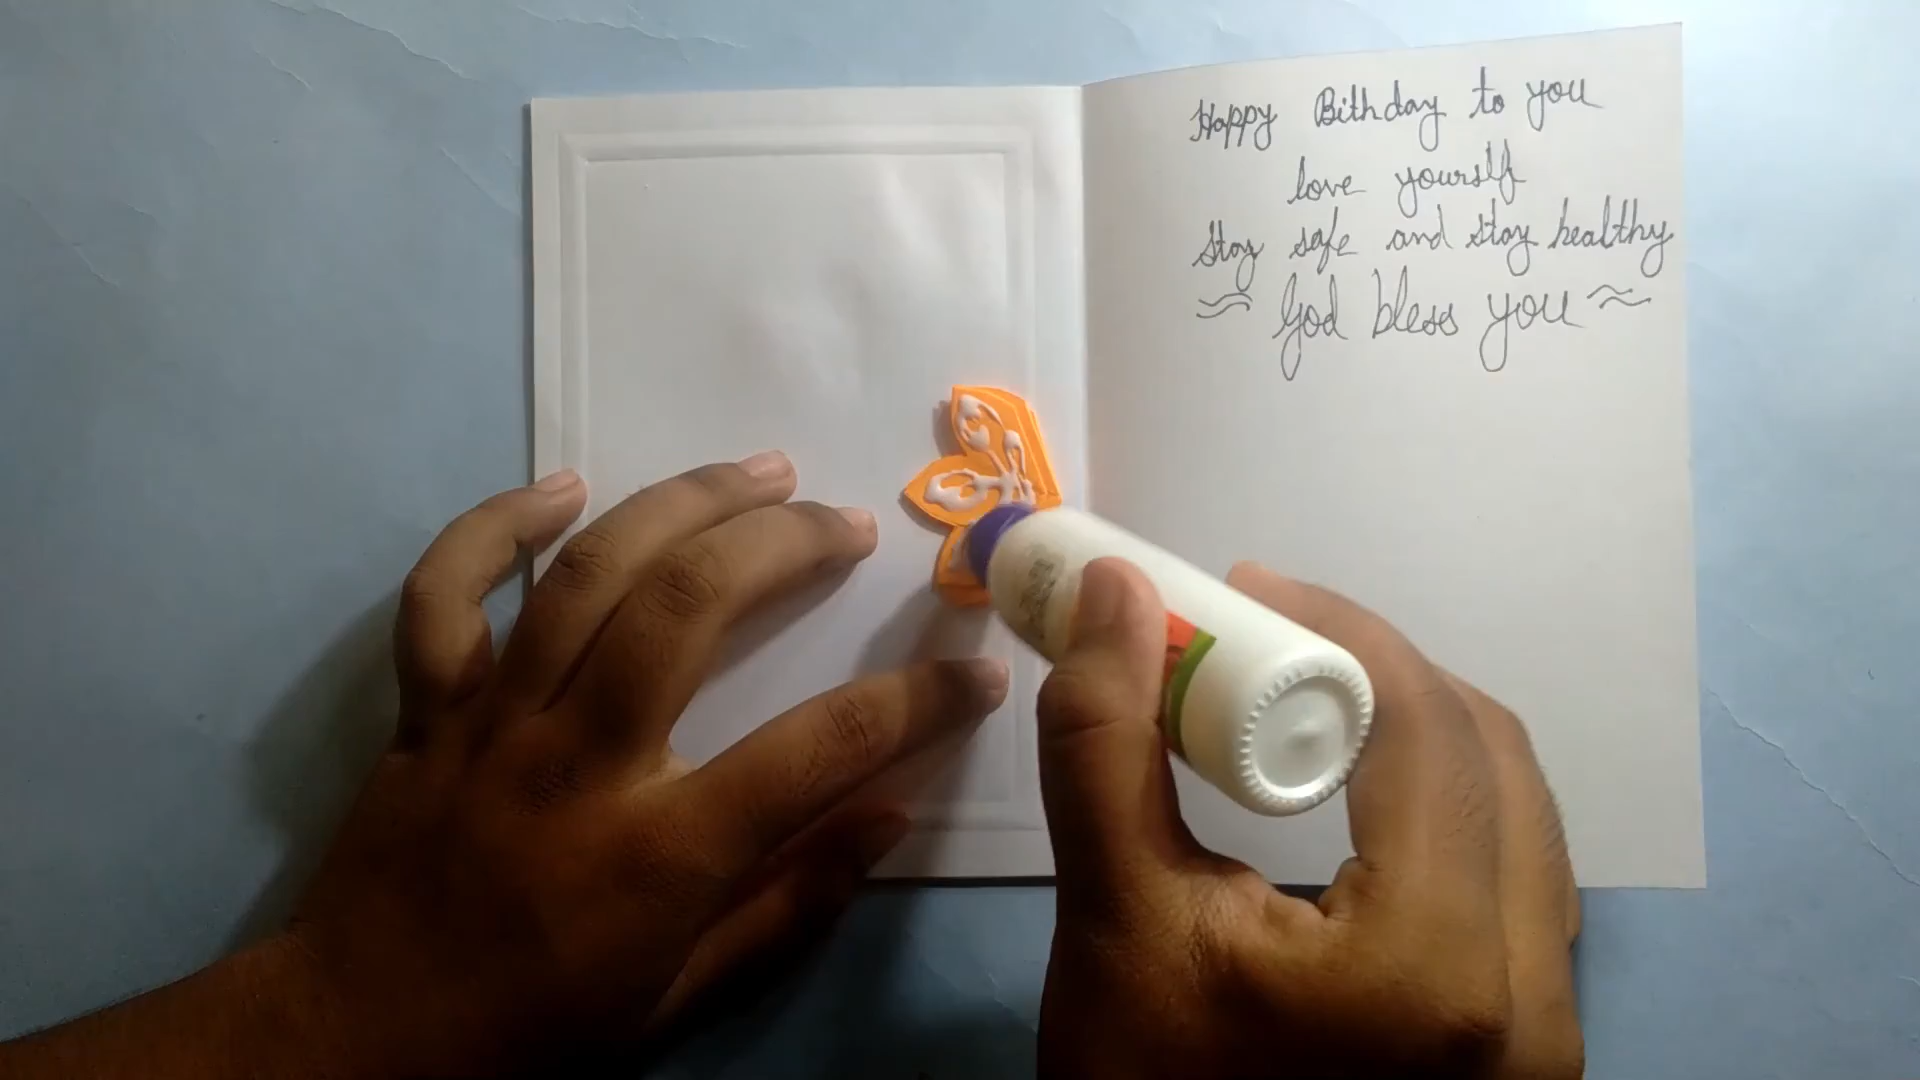 Happy Bithday to you
love yourslf
Stay safe and stay healthy
God bless you